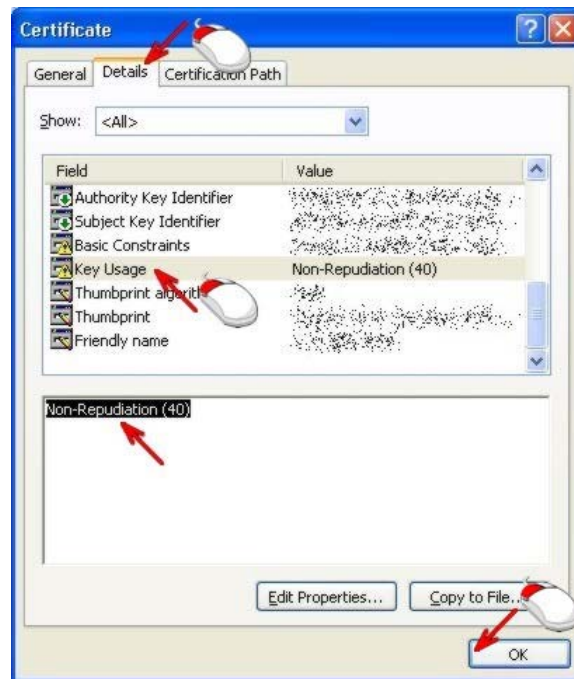 Certificate
General Details Certification Path
Show: <All>
Field Value
Authority Key Identifier
Subject Key Identifier
Basic Constraints
Key Usage Non-Repudiation (40)
Thumbprint
Thumbprint
Friendly name
Non-Repudiation (40)
Edit Properties... Copy to File...
OK